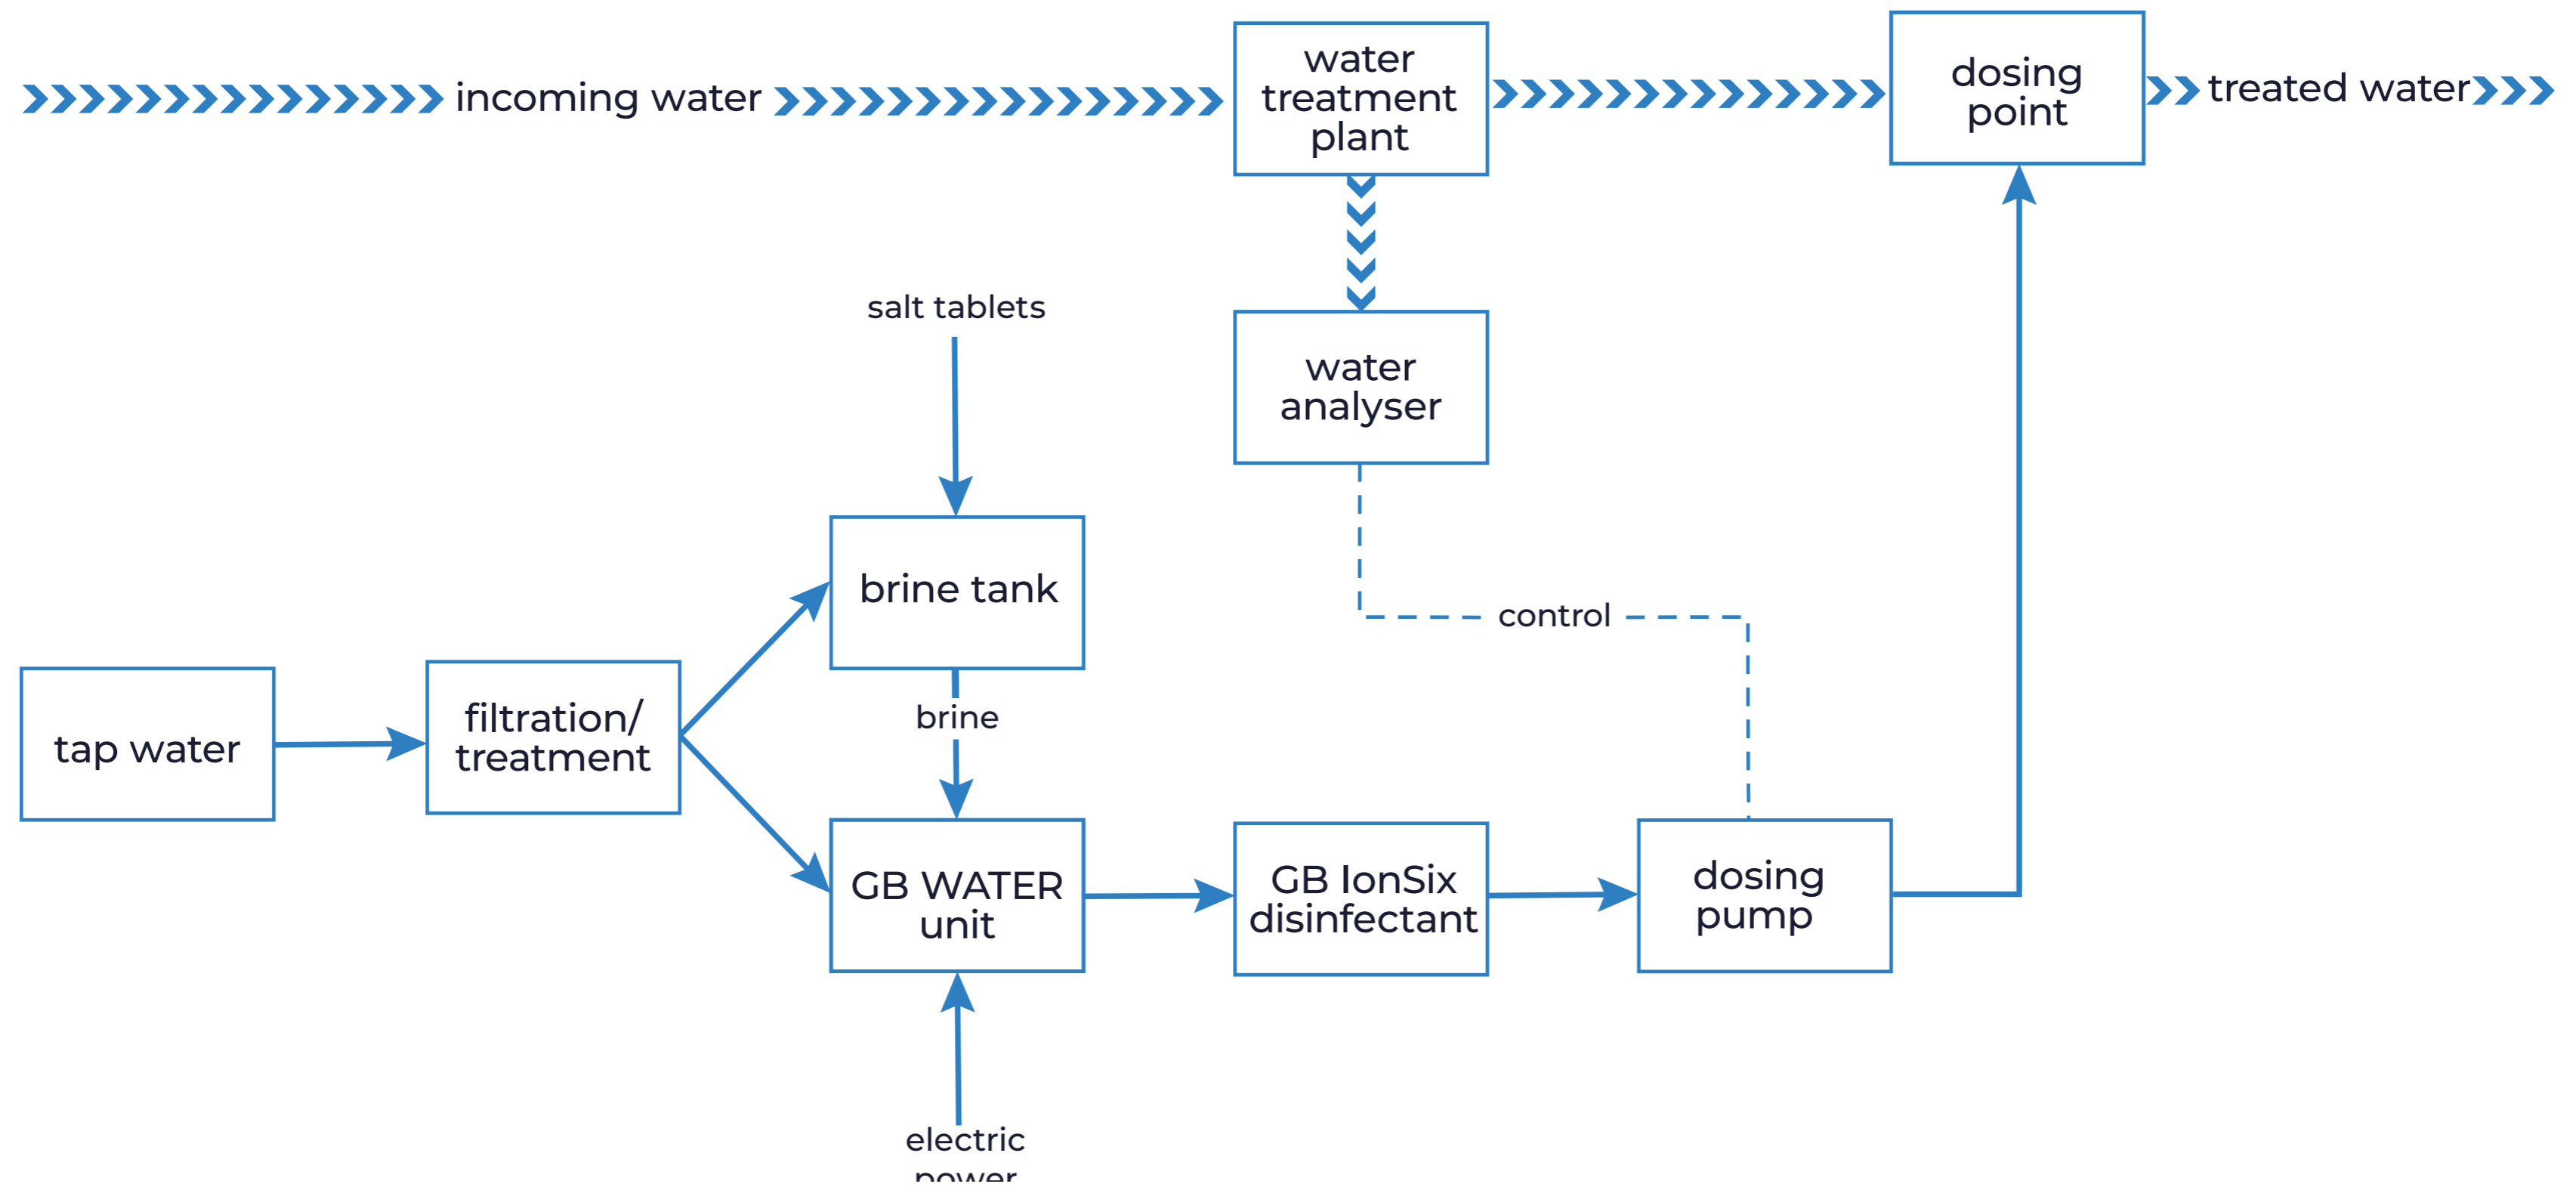 incoming water
water
treatment
plant
dosing
point
treated water
salt tablets
water
analyser
brine tank
control
tap water
filtration/
treatment
brine
GB WATER
unit
GB IonSix
disinfectant
dosing
pump
electric
power